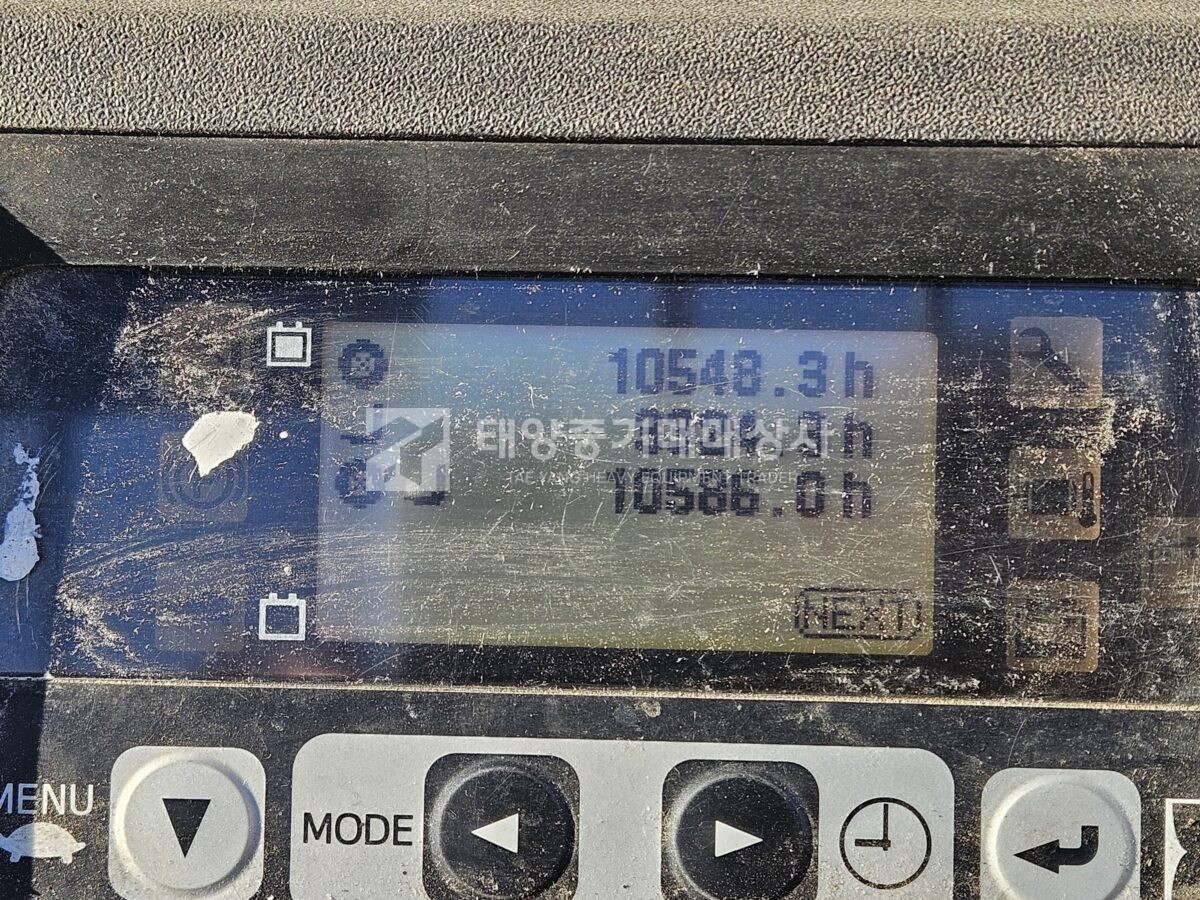 10548.3 h
태양중기매매상사
h
TAE YANG HEAVY EQUIPMENT TRADER
10586.0 h
NEXT
MENU
MODE